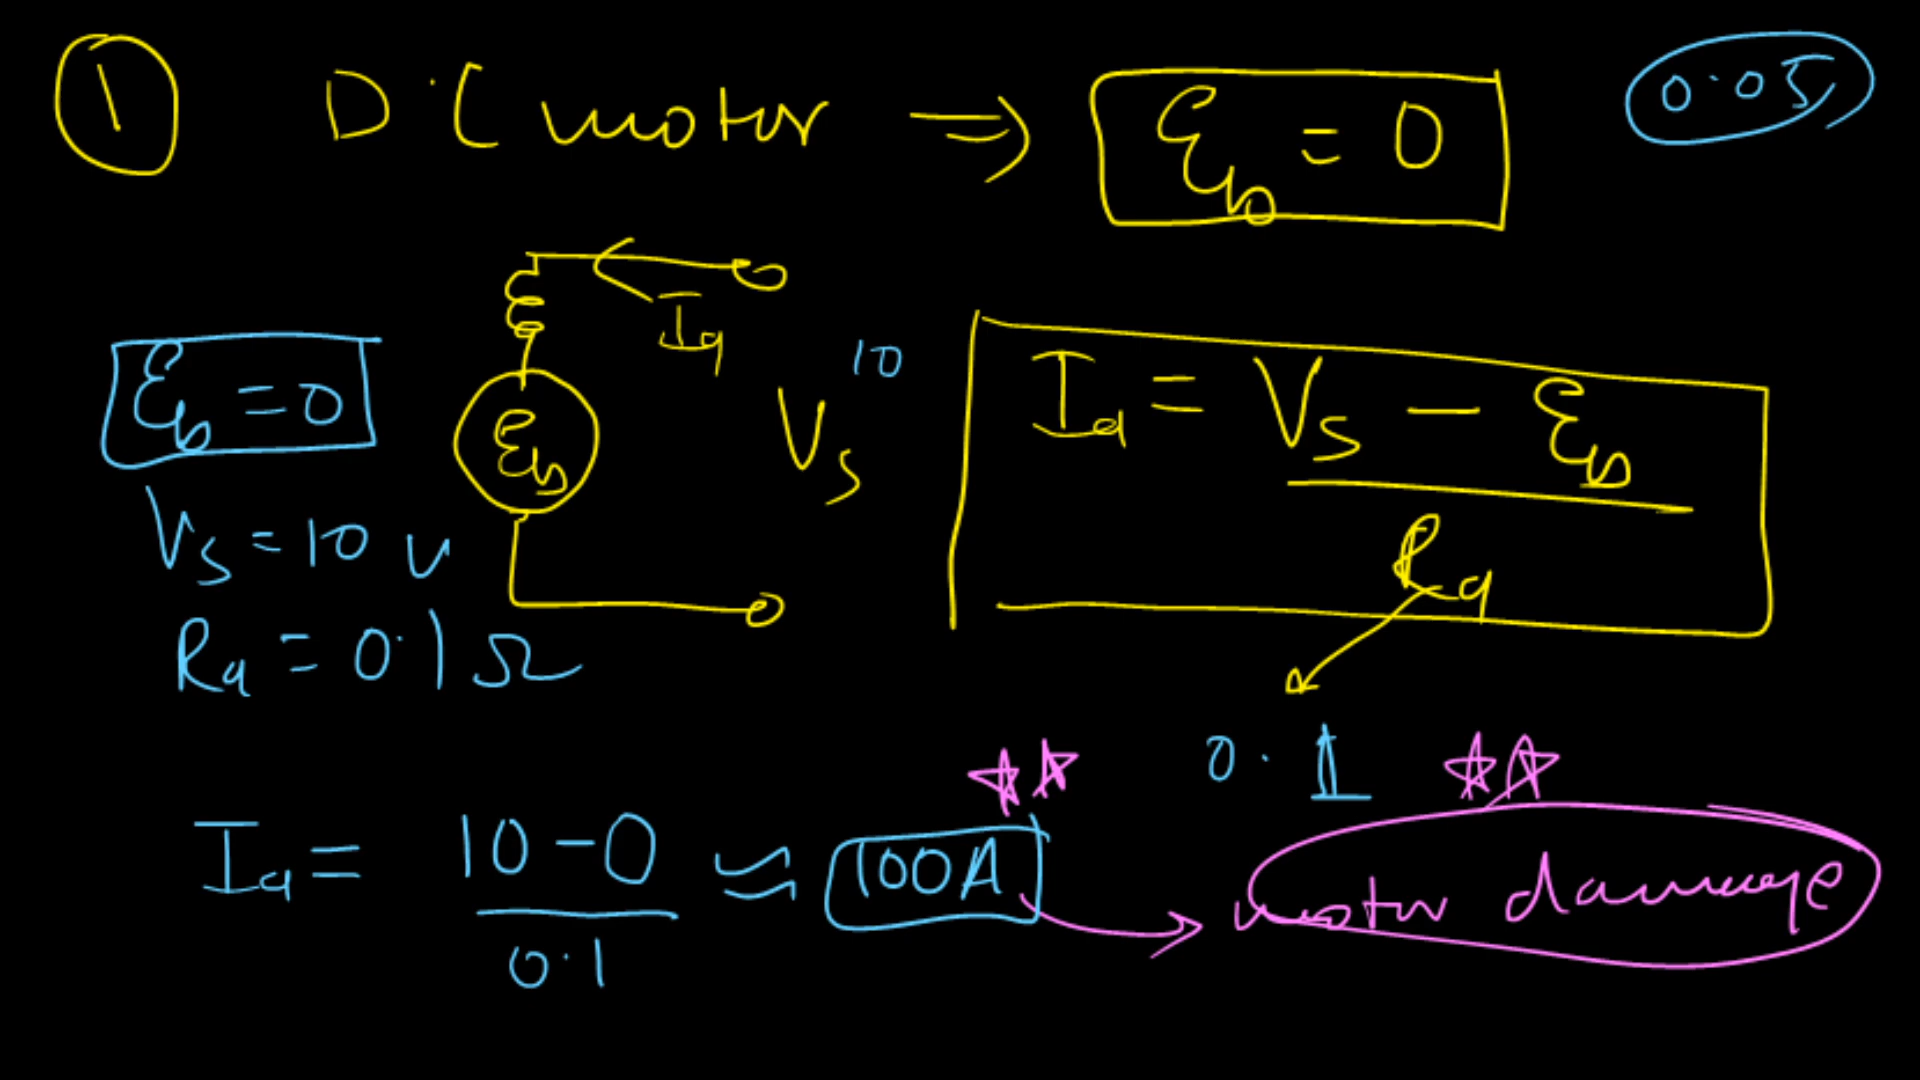 1 D.C motor ⇒ Eb = 0 0.05
Ia
Eb = 0 Eb Vs 10
Ia = Vs - Eb
Ra
Vs = 10 v
Ra = 0.1 Ω
0.1
Ia = 10 - 0 ≈ 100A → motor damage
0.1